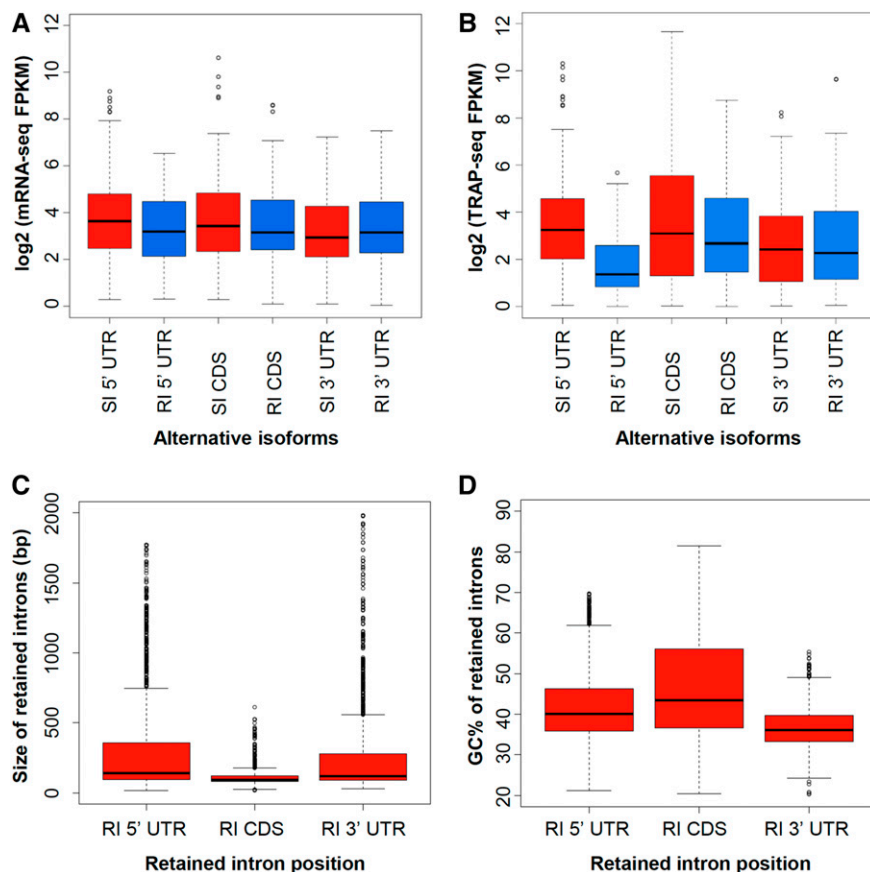 A
log2 (mRNA-seq FPKM)
12
10
8
6
4
2
0
SI 5' UTR
RI 5' UTR
SI CDS
RI CDS
SI 3' UTR
RI 3' UTR
Alternative isoforms
B
log2 (TRAP-seq FPKM)
12
10
8
6
4
2
0
SI 5' UTR
RI 5' UTR
SI CDS
RI CDS
SI 3' UTR
RI 3' UTR
Alternative isoforms
C
Size of retained introns (bp)
2000
1500
1000
500
0
RI 5' UTR RI CDS RI 3' UTR
Retained intron position
D
GC% of retained introns
90
80
70
60
50
40
30
20
RI 5' UTR RI CDS RI 3' UTR
Retained intron position